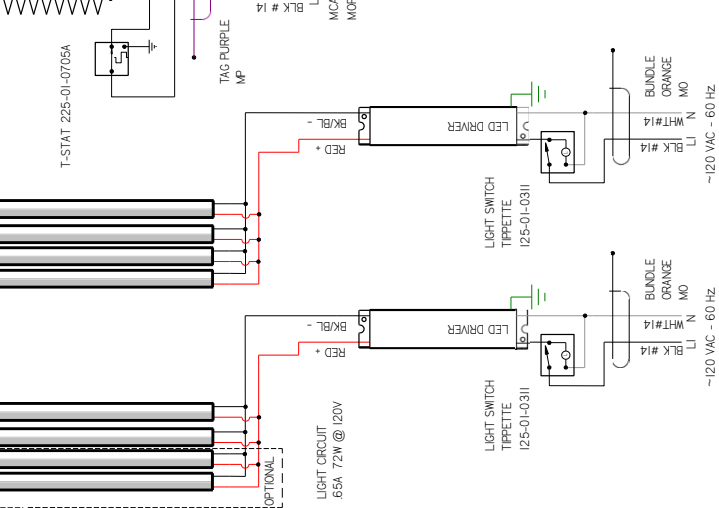 BLK # 14
L
MCA
MOR
TAG PURPLE
MP
T-STAT 225-01-0705A
BK/BL -
RED +
LED DRIVER
LIGHT SWITCH
TIPPETTE
125-01-0311
BUNDLE
ORANGE
MO
WHT#14 N
BLK #14 L1
~120 VAC - 60 Hz
BK/BL -
RED +
LED DRIVER
LIGHT SWITCH
TIPPETTE
125-01-0311
BUNDLE
ORANGE
MO
WHT#14 N
BLK #14 L1
~120 VAC - 60 Hz
OPTIONAL
LIGHT CIRCUIT
.65A 72W @ 120V